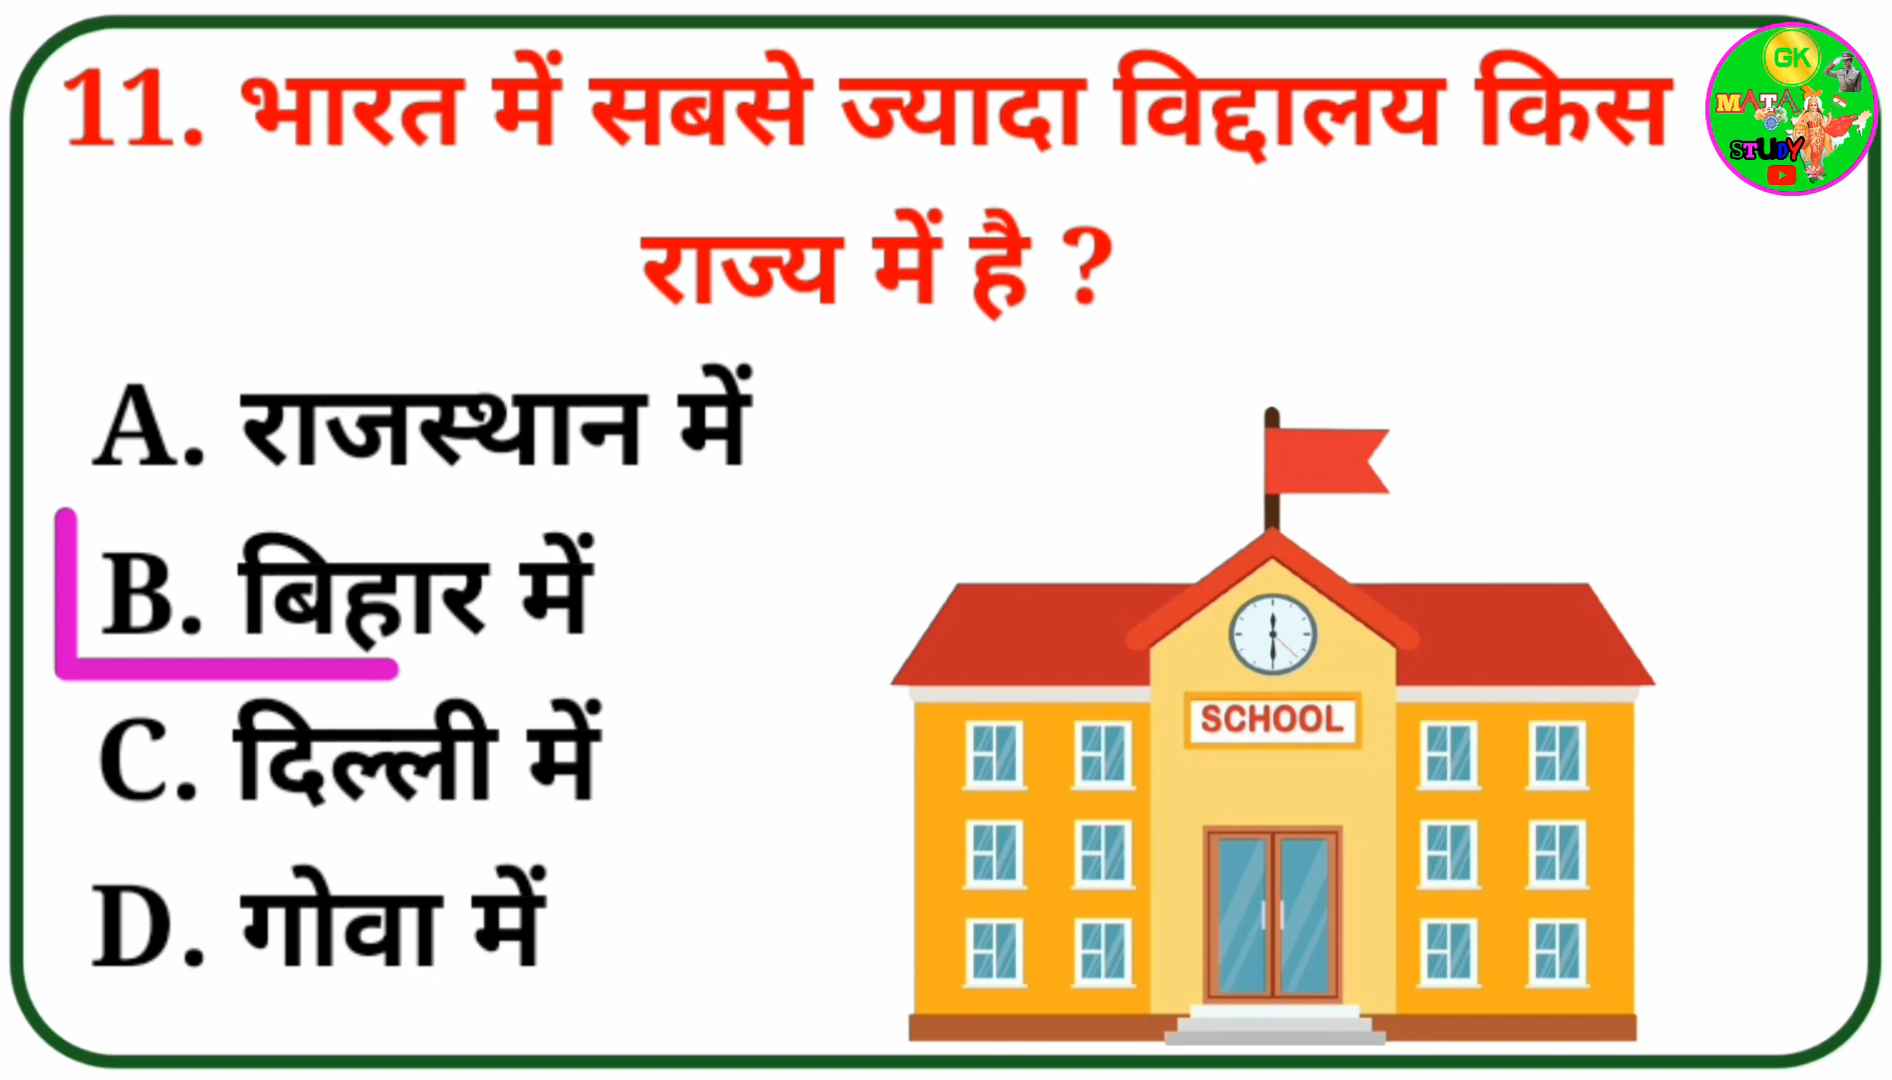 11. भारत में सबसे ज्यादा विद्दालय किस
राज्य में है ?
A. राजस्थान में
B. बिहार में
C. दिल्ली में
D. गोवा में
SCHOOL
GK
MATA
STUDY